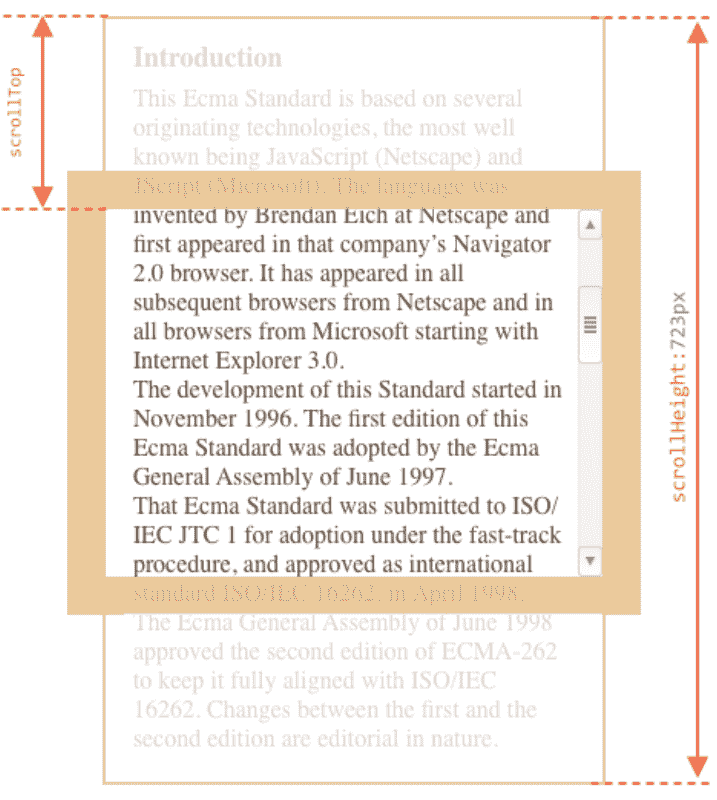 scrollTop
Introduction
This Ecma Standard is based on several
originating technologies, the most well
known being JavaScript (Netscape) and
JScript (Microsoft). The language was
invented by Brendan Eich at Netscape and
first appeared in that company's Navigator
2.0 browser. It has appeared in all
subsequent browsers from Netscape and in
all browsers from Microsoft starting with
Internet Explorer 3.0.
The development of this Standard started in
November 1996. The first edition of this
Ecma Standard was adopted by the Ecma
General Assembly of June 1997.
That Ecma Standard was submitted to ISO/
IEC JTC 1 for adoption under the fast-track
procedure, and approved as international
standard ISO/IEC 16262, in April 1998.
The Ecma General Assembly of June 1998
approved the second edition of ECMA-262
to keep it fully aligned with ISO/IEC
16262. Changes between the first and the
second edition are editorial in nature.
scrollHeight:723px